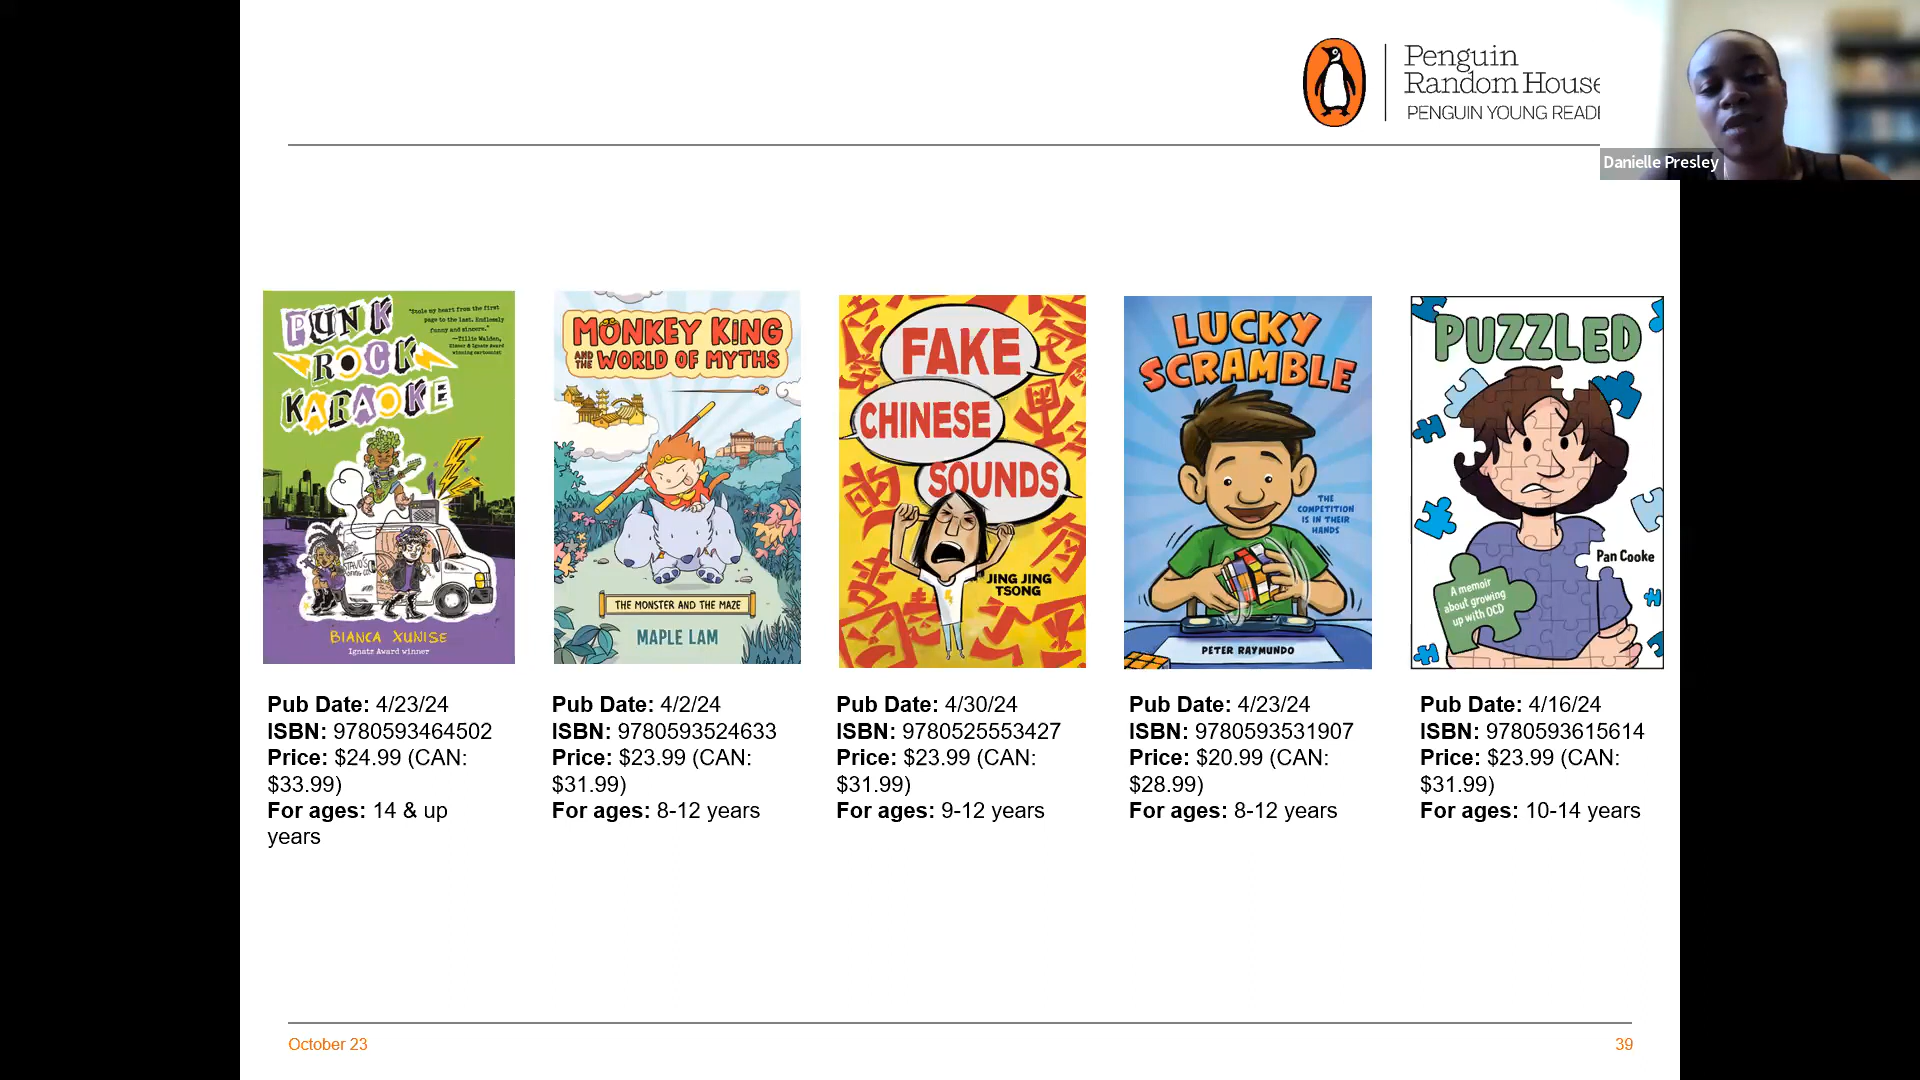 Penguin
Random House
PENGUIN YOUNG READE
Danielle Presley
PUNK
ROCK
KARAOKE
"Stole my heart from the first
page to the last. Endlessly
funny and sincere."
—Tillie Walden,
Eisner & Ignatz Award
winning cartoonist
BIANCA XUNISE
Ignatz Award winner
MONKEY KING
AND THE WORLD OF MYTHS
THE MONSTER AND THE MAZE
MAPLE LAM
FAKE
CHINESE
SOUNDS
JING JING
TSONG
LUCKY
SCRAMBLE
THE
COMPETITION
IS IN THEIR
HANDS
PETER RAYMUNDO
PUZZLED
Pan Cooke
A memoir
about growing
up with OCD
Pub Date: 4/23/24
ISBN: 9780593464502
Price: $24.99 (CAN:
$33.99)
For ages: 14 & up
years
Pub Date: 4/2/24
ISBN: 9780593524633
Price: $23.99 (CAN:
$31.99)
For ages: 8-12 years
Pub Date: 4/30/24
ISBN: 9780525553427
Price: $23.99 (CAN:
$31.99)
For ages: 9-12 years
Pub Date: 4/23/24
ISBN: 9780593531907
Price: $20.99 (CAN:
$28.99)
For ages: 8-12 years
Pub Date: 4/16/24
ISBN: 9780593615614
Price: $23.99 (CAN:
$31.99)
For ages: 10-14 years
October 23
39